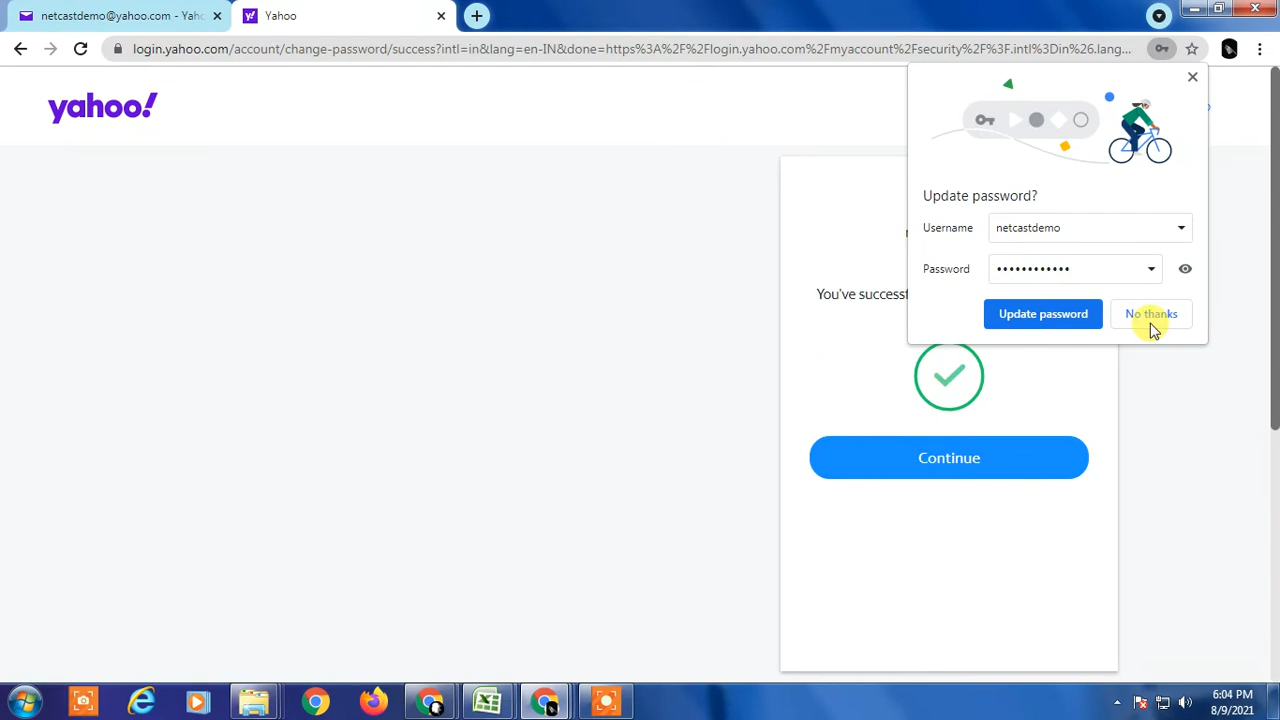 netcastdemo@yahoo.com - Yaho
Yahoo
login.yahoo.com/account/change-password/success?intl=in&lang=en-IN&done=https%3A%2F%2Flogin.yahoo.com%2Fmyaccount%2Fsecurity%2F%3F.intl%3Din%26.lang...
yahoo!
Update password?
Username
netcastdemo
Password
••••••••••••
Update password
No thanks
You've successf
Continue
6:04 PM
8/9/2021